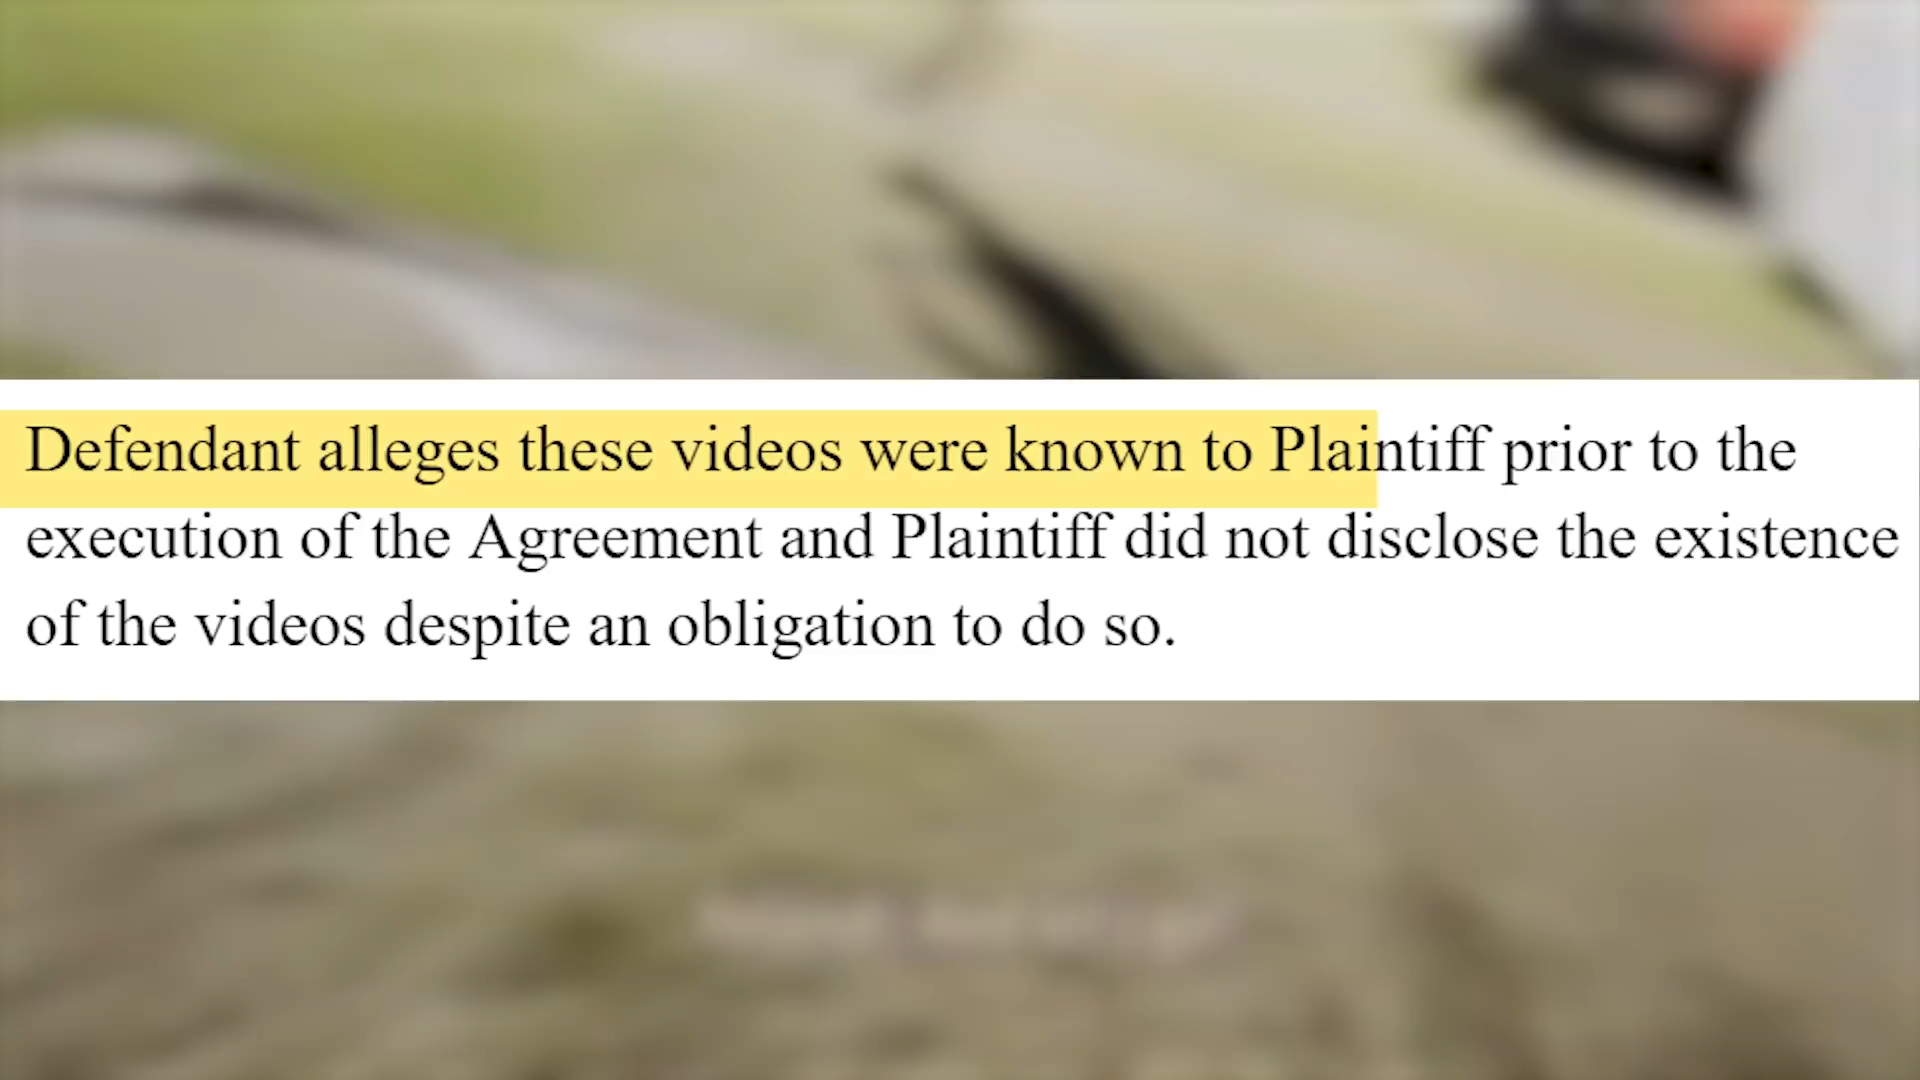 Defendant alleges these videos were known to Plaintiff prior to the
execution of the Agreement and Plaintiff did not disclose the existence
of the videos despite an obligation to do so.